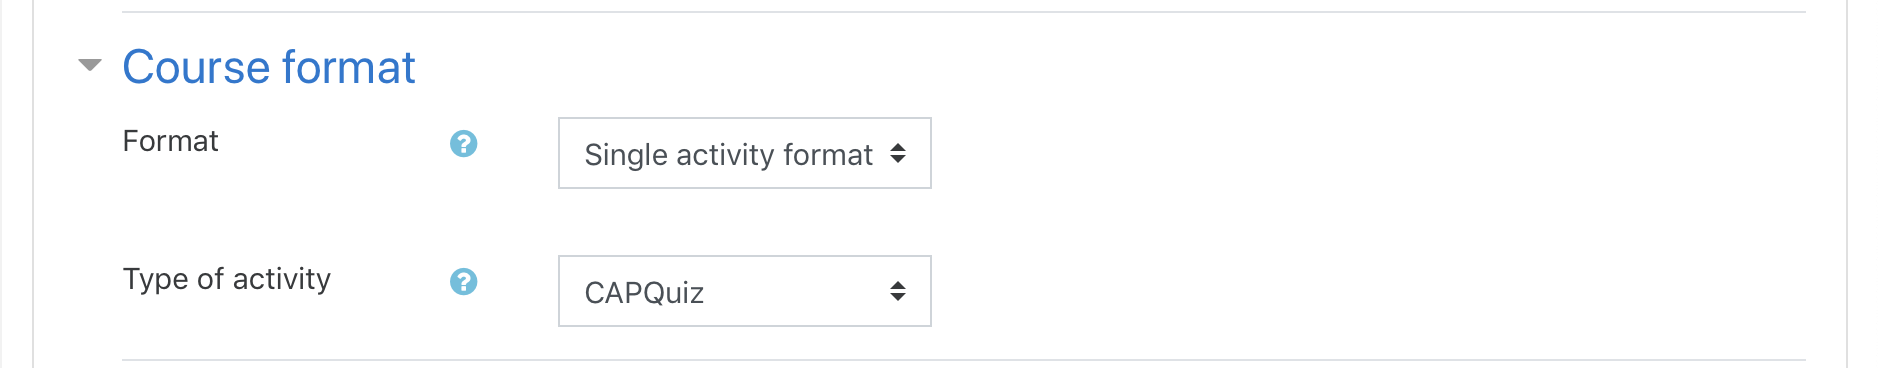 Course format
Format ? Single activity format
Type of activity ? CAPQuiz